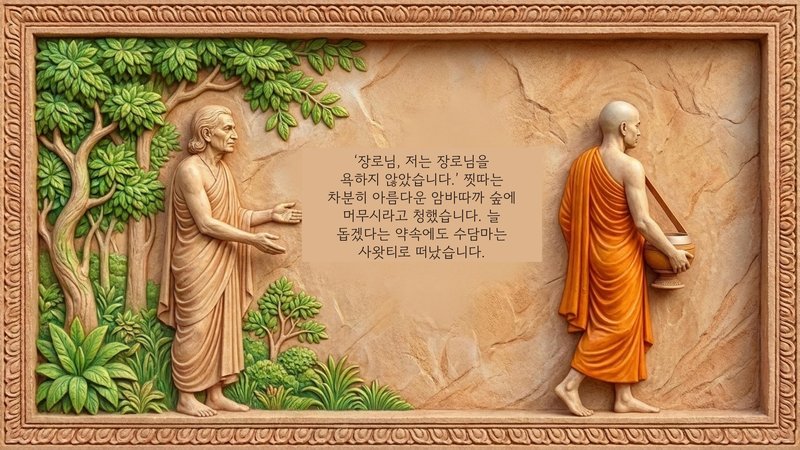 ‘장로님, 저는 장로님을
욕하지 않았습니다.’ 찟따는
차분히 아름다운 암바따까 숲에
머무시라고 청했습니다. 늘
돕겠다는 약속에도 수담마는
사왓티로 떠났습니다.